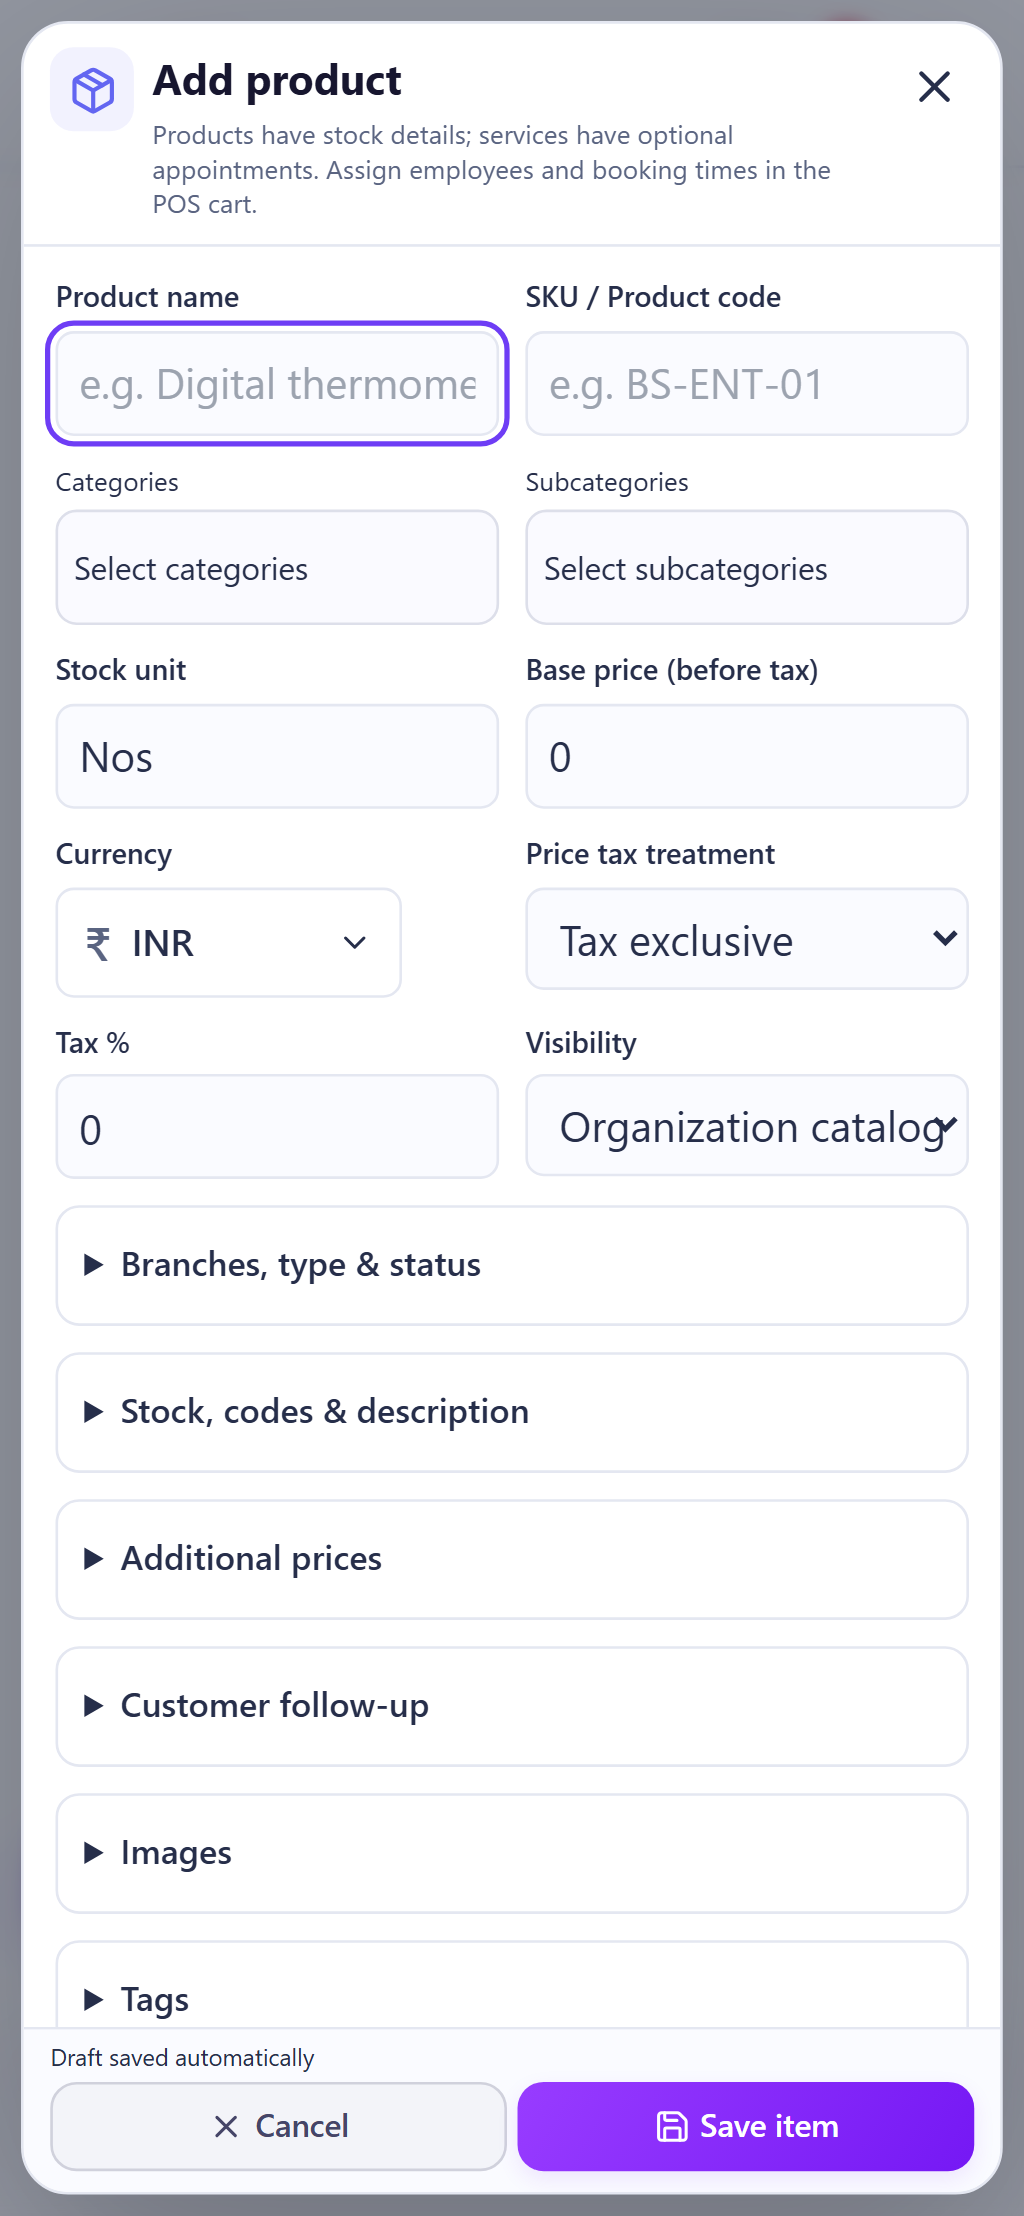 Add product
Products have stock details; services have optional
appointments. Assign employees and booking times in the
POS cart.
Product name
SKU / Product code
e.g. Digital thermome
e.g. BS-ENT-01
Categories
Subcategories
Select categories
Select subcategories
Stock unit
Base price (before tax)
Nos
0
Currency
Price tax treatment
₹ INR
Tax exclusive
Tax %
Visibility
0
Organization catalog
Branches, type & status
Stock, codes & description
Additional prices
Customer follow-up
Images
Tags
Draft saved automatically
Cancel
Save item